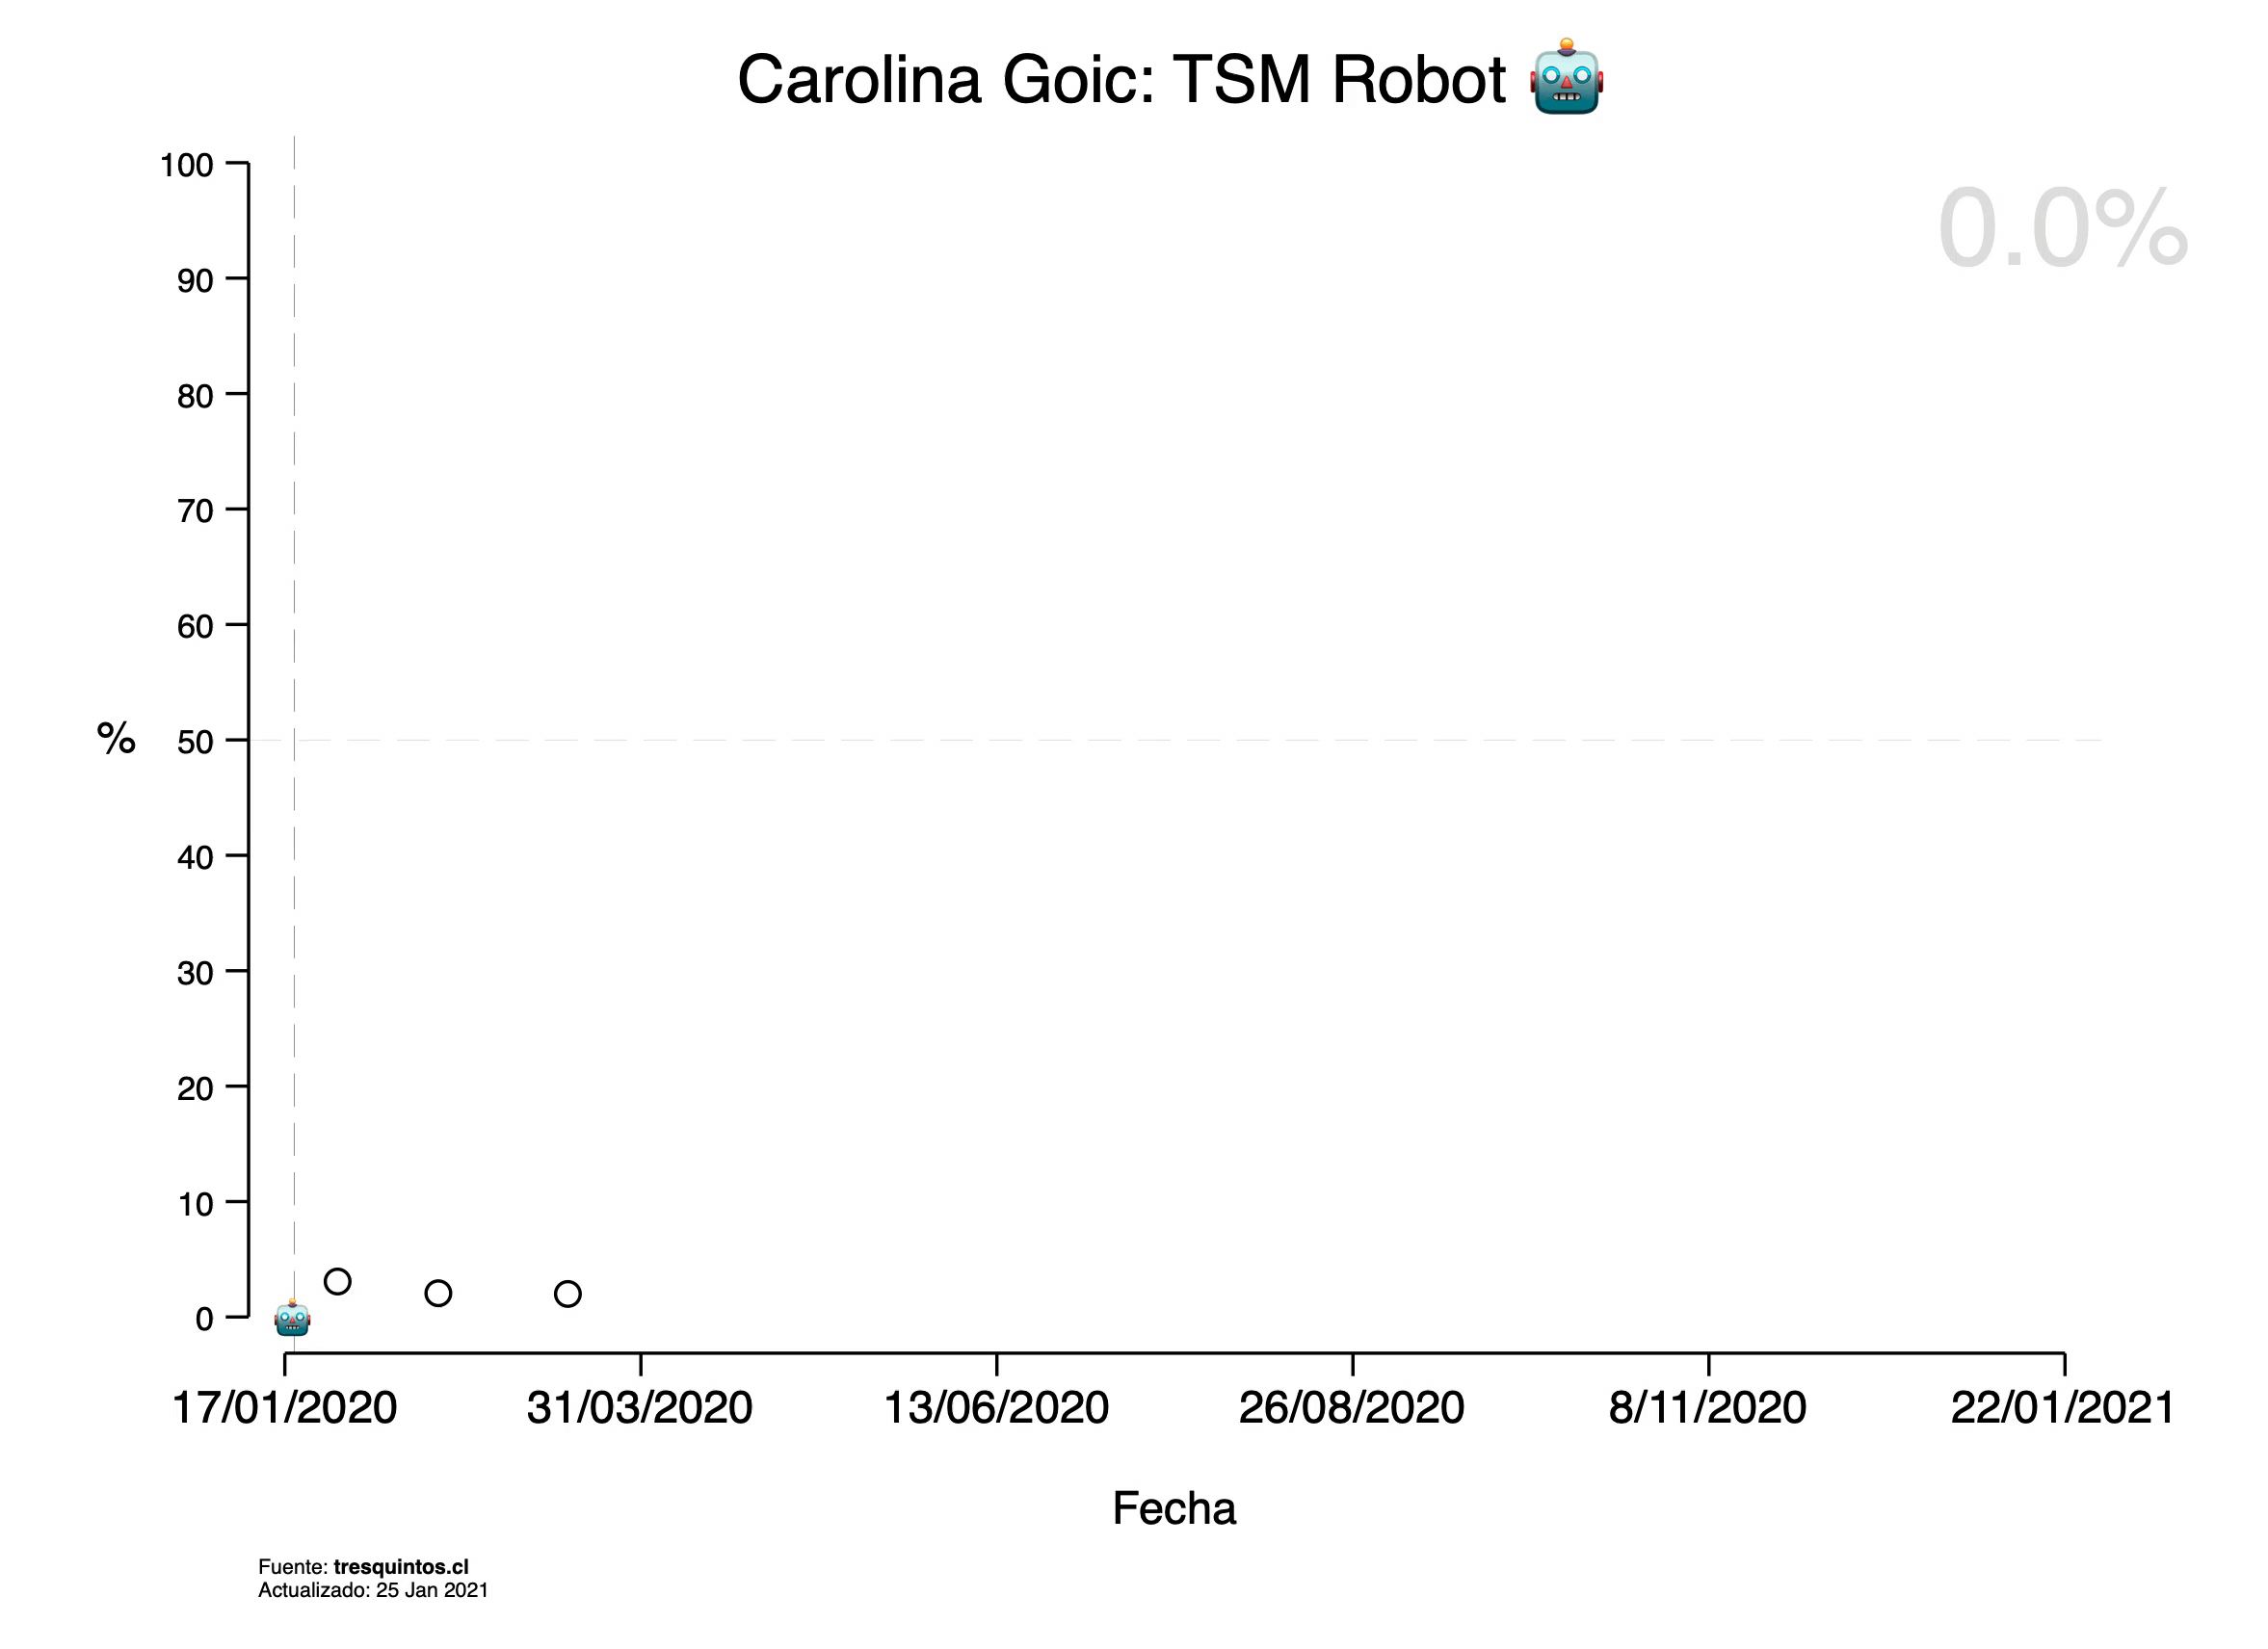 Carolina Goic: TSM Robot 🤖
0.0%
100
90
80
70
60
% 50
40
30
20
10
0
17/01/2020 31/03/2020 13/06/2020 26/08/2020 8/11/2020 22/01/2021
Fecha
Fuente: tresquintos.cl
Actualizado: 25 Jan 2021